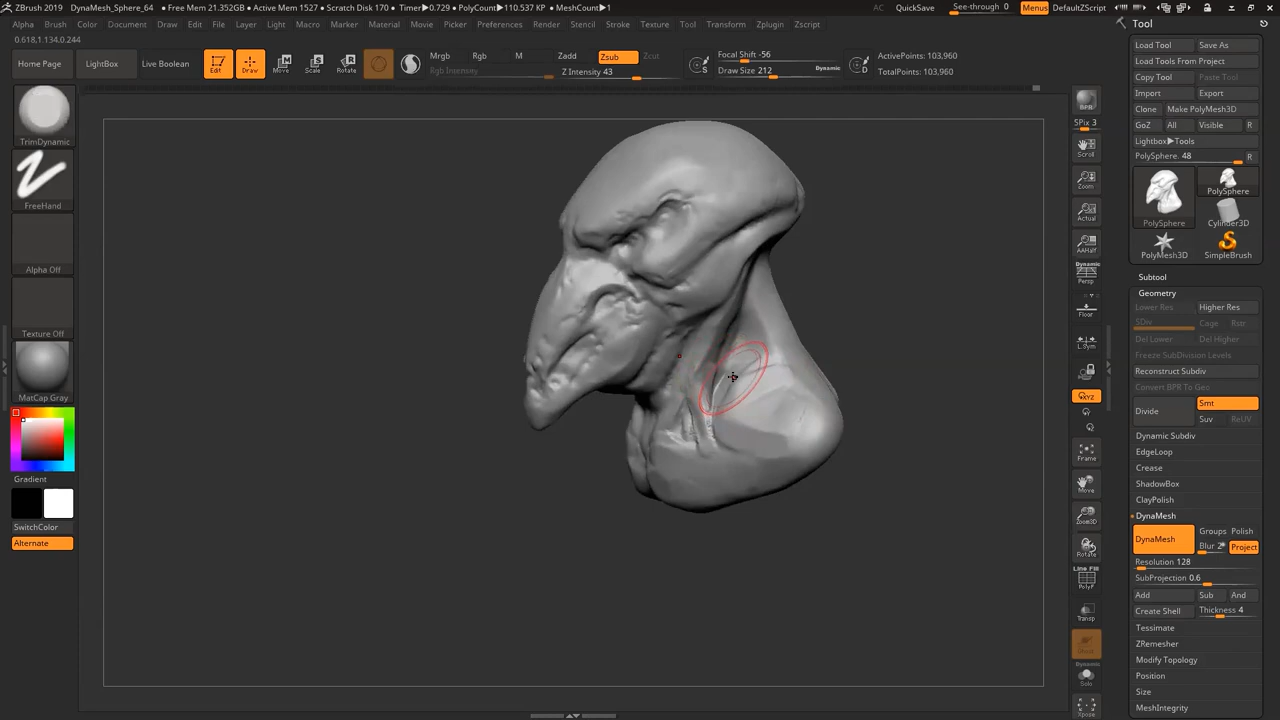 ZBrush 2019 DynaMesh_Sphere_64 • Free Mem 21.352GB • Active Mem 1527 • Scratch Disk 170 • Timer▶0.729 • PolyCount▶110.537 KP • MeshCount▶1
AC QuickSave See-through 0 Menus DefaultZScript
Alpha Brush Color Document Draw Edit File Layer Light Macro Marker Material Movie Picker Preferences Render Stencil Stroke Texture Tool Transform Zplugin Zscript
0.618,1.134,0.244
Home Page LightBox Live Boolean
Edit Draw Move Scale Rotate
Mrgb Rgb M Zadd Zsub Zcut
Rgb Intensity Z Intensity 43
Focal Shift -56
Draw Size 212 Dynamic
S D
ActivePoints: 103,960
TotalPoints: 103,960
TrimDynamic
FreeHand
Alpha Off
Texture Off
MatCap Gray
Gradient
SwitchColor
Alternate
BPR
SPix 3
Scroll
Zoom
Actual
AAHalf
Dynamic
Persp
Floor
L.Sym
XYZ
Frame
Move
Zoom3D
Rotate
Line Fill
PolyF
Transp
Ghost
Dynamic
Solo
Xpose
Tool
Load Tool Save As
Load Tools From Project
Copy Tool Paste Tool
Import Export
Clone Make PolyMesh3D
GoZ All Visible R
Lightbox▶Tools
PolySphere. 48 R
PolySphere PolySphere
Cylinder3D
PolyMesh3D SimpleBrush
Subtool
Geometry
Lower Res Higher Res
SDiv Cage Rstr
Del Lower Del Higher
Freeze SubDivision Levels
Reconstruct Subdiv
Convert BPR To Geo
Divide Smt
Suv ReUV
Dynamic Subdiv
EdgeLoop
Crease
ShadowBox
ClayPolish
DynaMesh
DynaMesh Groups Polish
Blur 2 Project
Resolution 128
SubProjection 0.6
Add Sub And
Create Shell Thickness 4
Tessimate
ZRemesher
Modify Topology
Position
Size
MeshIntegrity